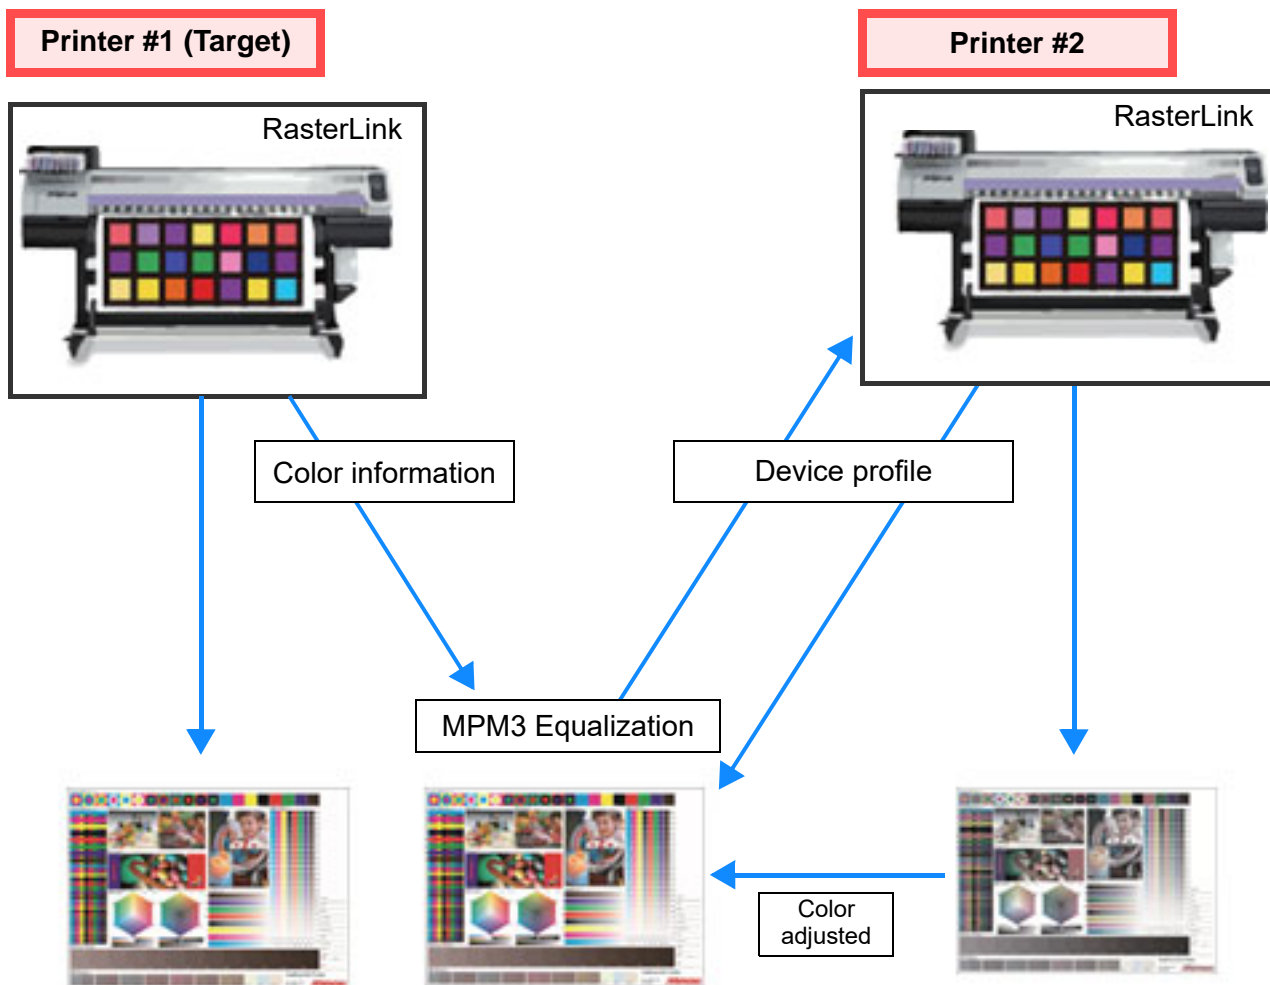 Printer #1 (Target)
Printer #2
RasterLink
RasterLink
Color information
Device profile
MPM3 Equalization
Color
adjusted